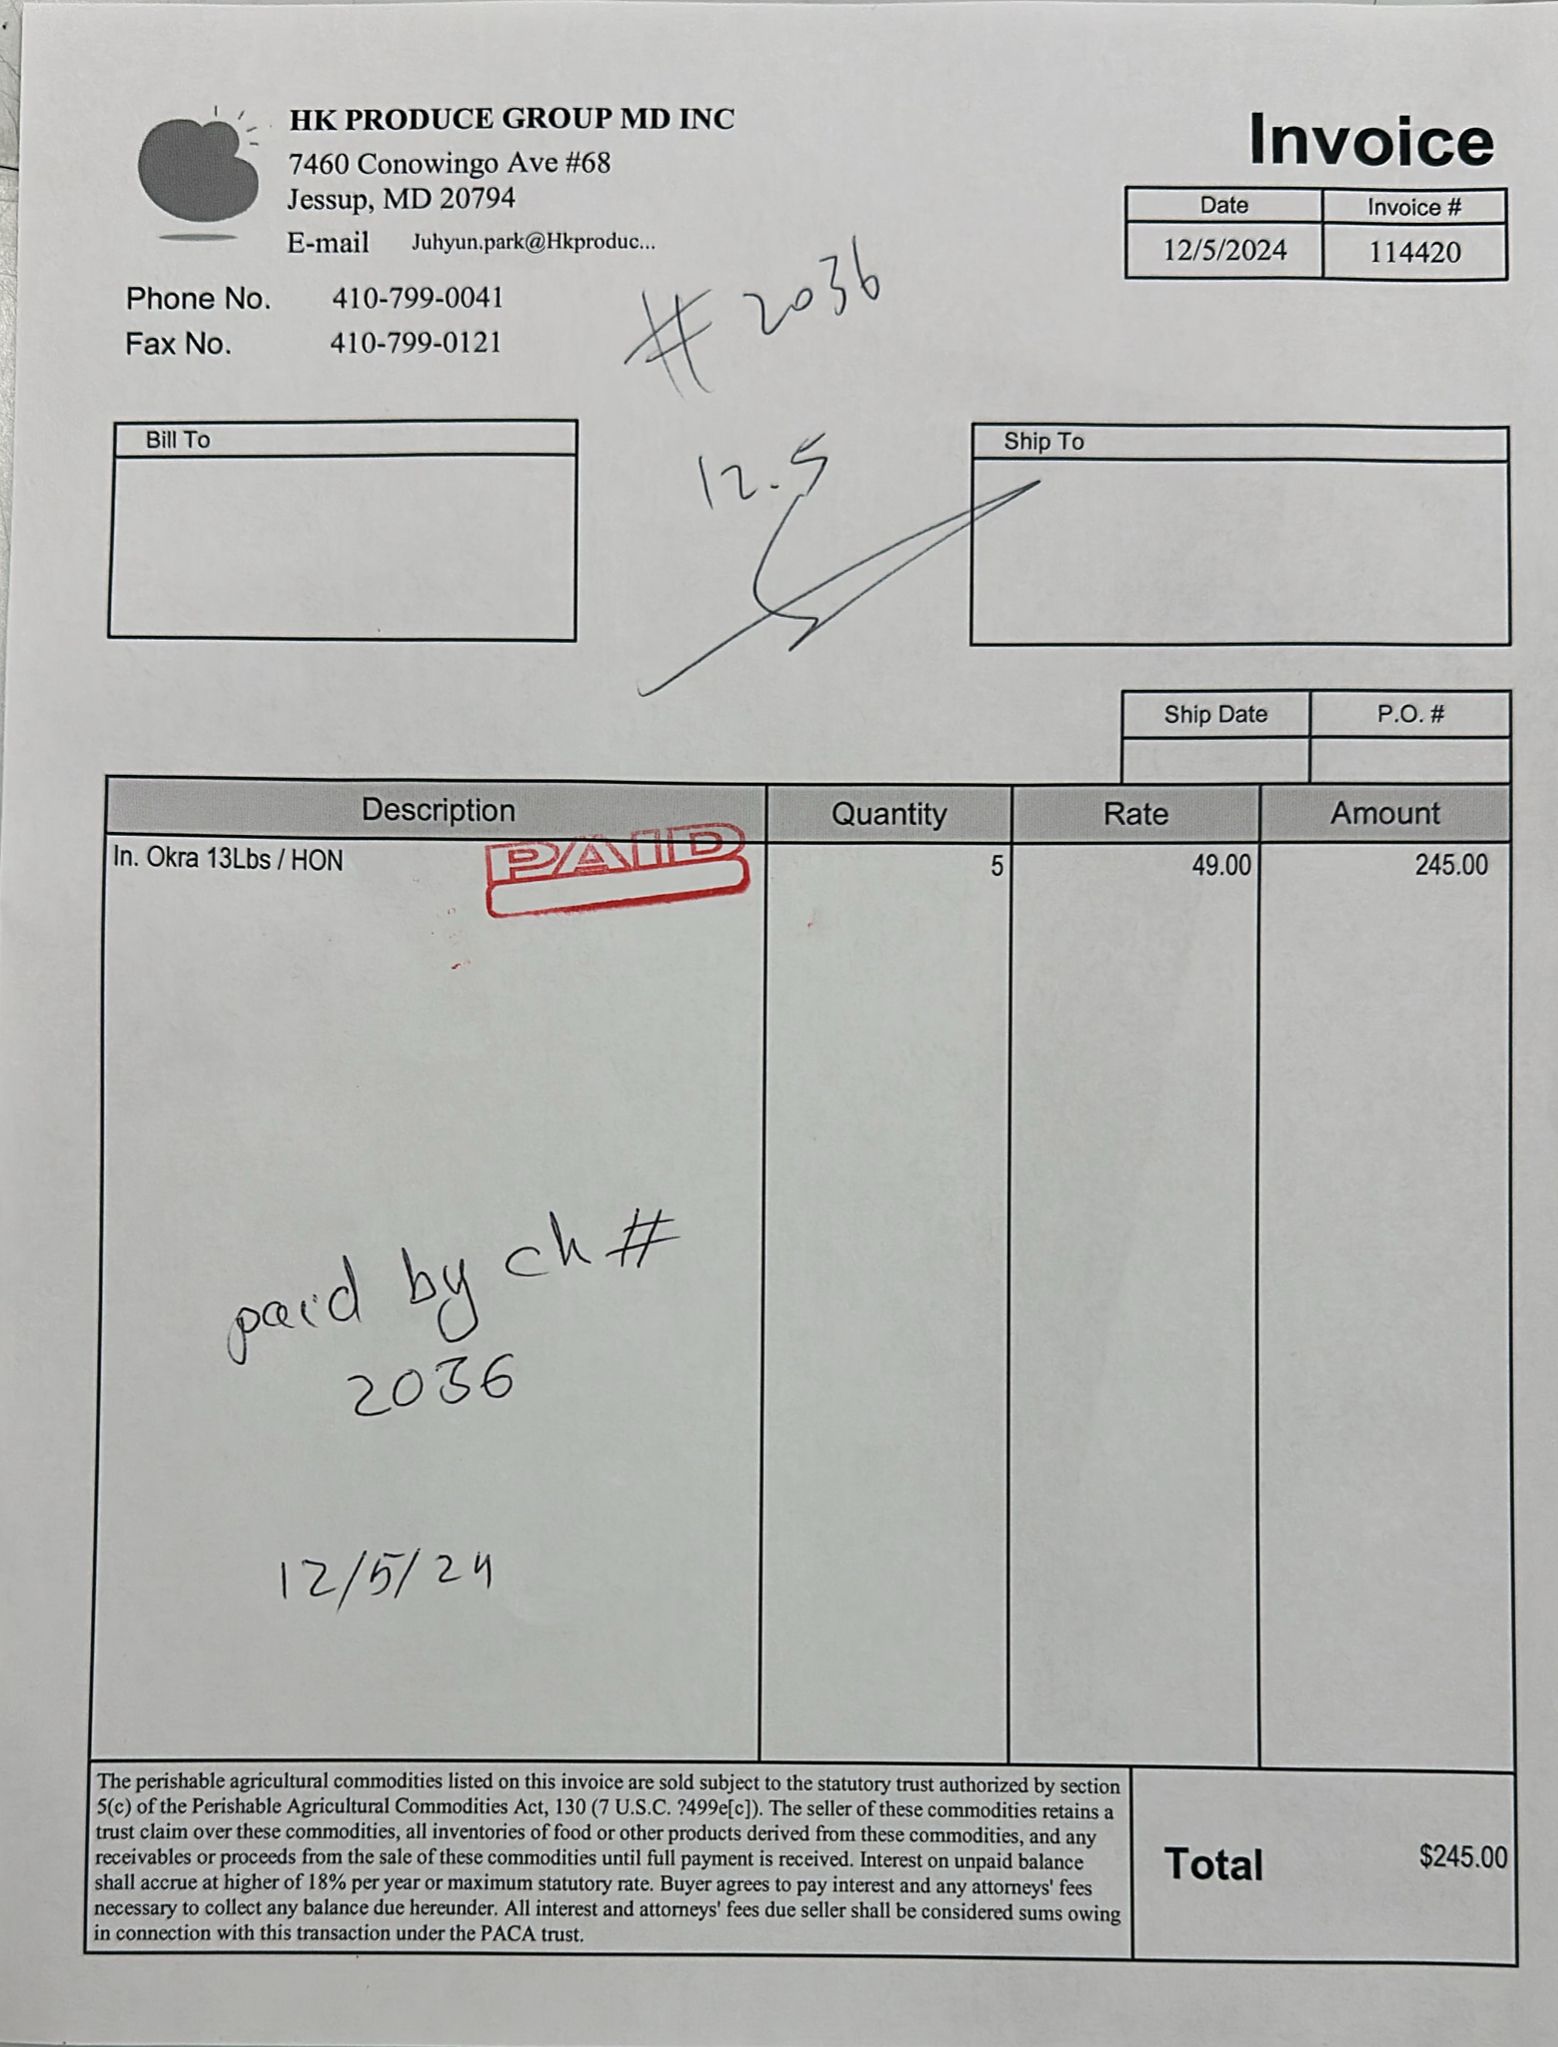 HK PRODUCE GROUP MD INC
7460 Conowingo Ave #68
Jessup, MD 20794
E-mail Juhyun.park@Hkproduc...
Phone No. 410-799-0041
Fax No. 410-799-0121
Invoice
Date Invoice #
12/5/2024 114420
# 2036
12.5
Bill To
Ship To
Ship Date P.O. #
Description Quantity Rate Amount
In. Okra 13Lbs / HON 5 49.00 245.00
PAID
paid by ch #
2036
12/5/24
The perishable agricultural commodities listed on this invoice are sold subject to the statutory trust authorized by section
5(c) of the Perishable Agricultural Commodities Act, 130 (7 U.S.C. ?499e[c]). The seller of these commodities retains a
trust claim over these commodities, all inventories of food or other products derived from these commodities, and any
receivables or proceeds from the sale of these commodities until full payment is received. Interest on unpaid balance
shall accrue at higher of 18% per year or maximum statutory rate. Buyer agrees to pay interest and any attorneys' fees
necessary to collect any balance due hereunder. All interest and attorneys' fees due seller shall be considered sums owing
in connection with this transaction under the PACA trust.
Total $245.00